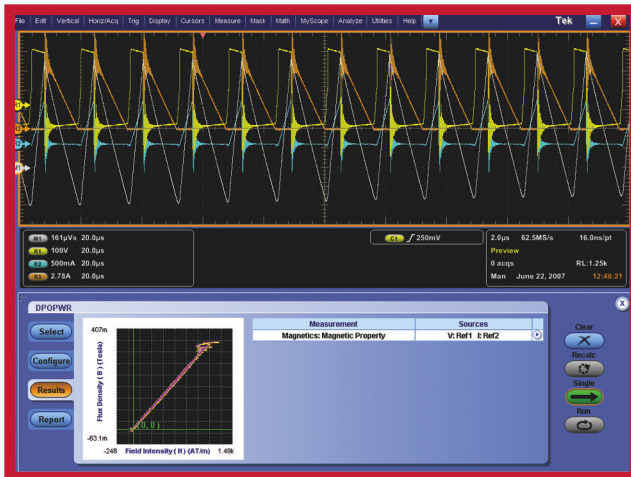 File Edit Vertical Horiz/Acq Trig Display Cursors Measure Mask Math MyScope Analyze Utilities Help Tek X
M1 161µVs 20.0µs
R1 100V 20.0µs
R2 500mA 20.0µs
R3 2.78A 20.0µs
C1 250mV
2.0µs 62.5MS/s 16.0ns/pt
Preview
0 acqs RL:1.25k
Man June 22, 2007 12:48:21
DPOPWR X
Select
Configure
Results
Report
407m
Flux Density ( B ) (Tesla)
(0, 0 )
-63.1m
-248 Field Intensity ( H ) (AT/m) 1.49k
Measurement Sources
Magnetics: Magnetic Property V: Ref1 I: Ref2
Clear
Recalc
Single
Run